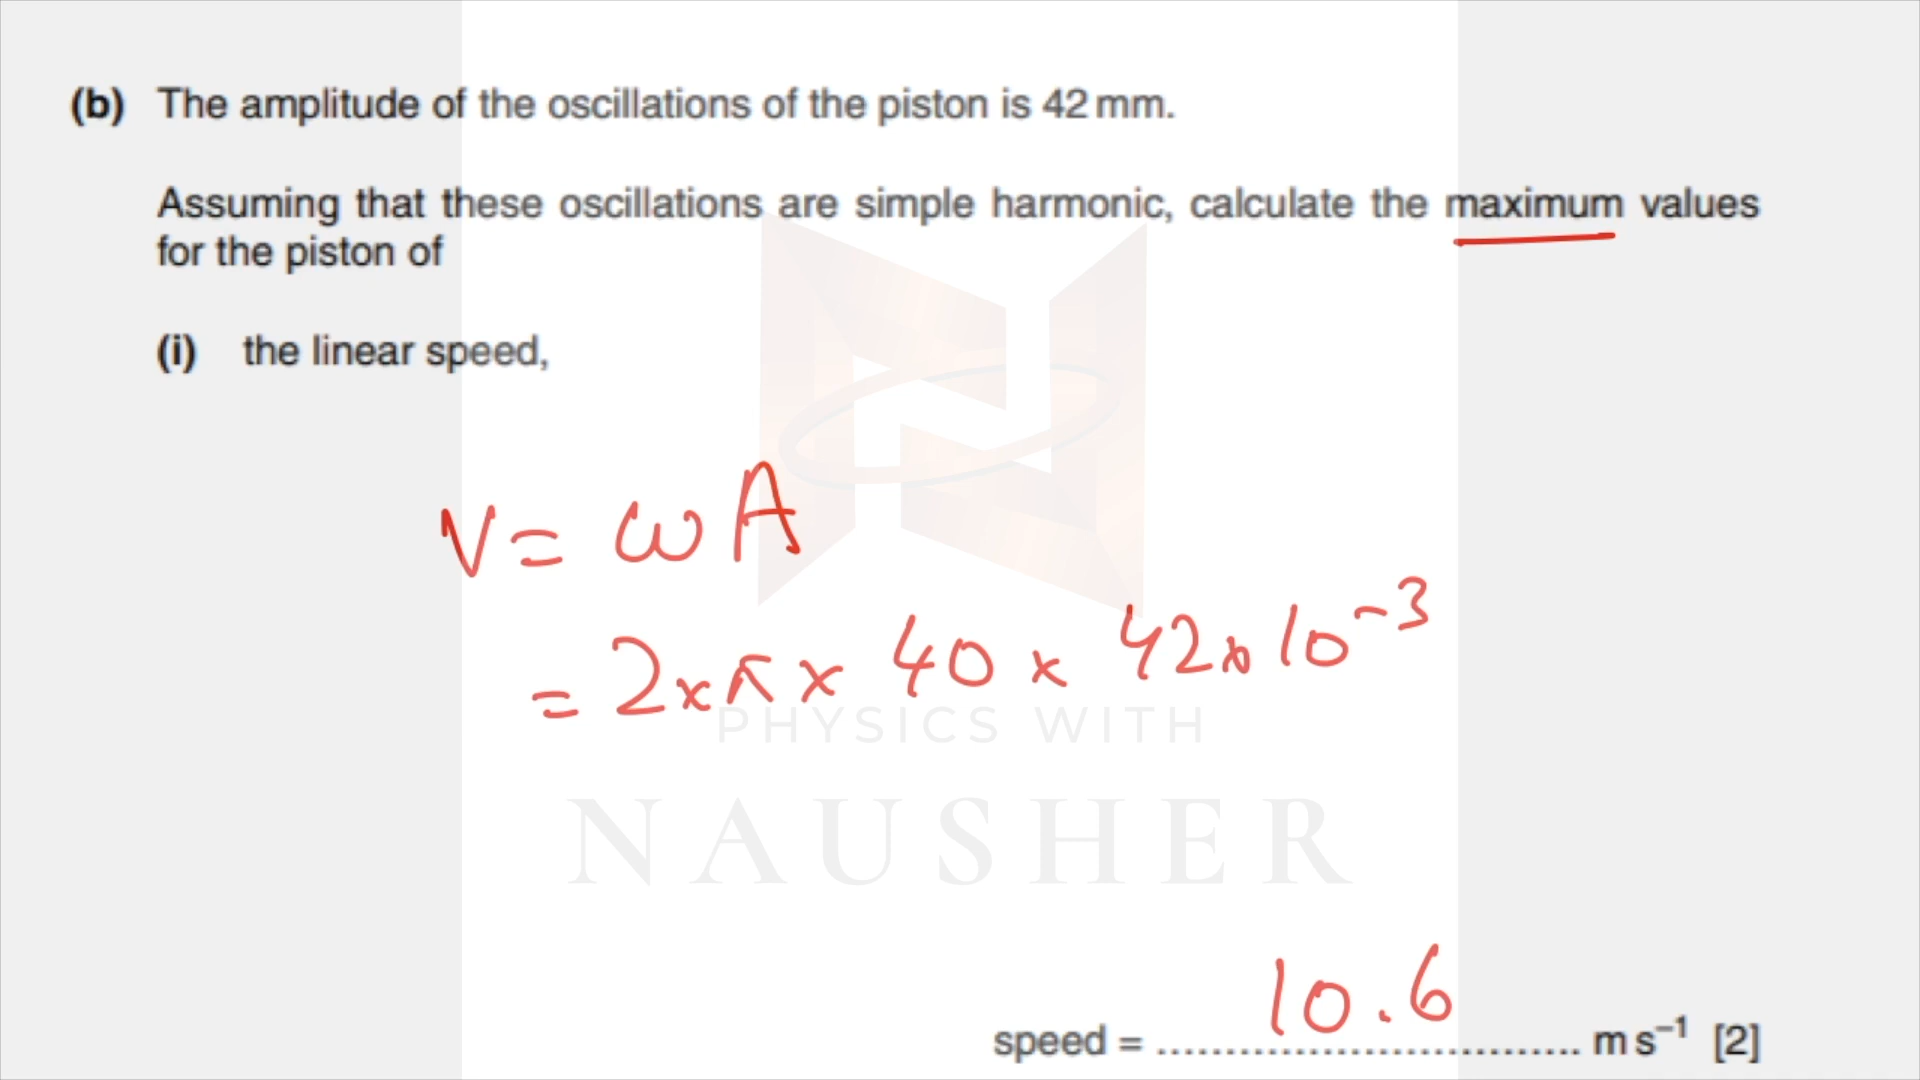 (b) The amplitude of the oscillations of the piston is 42 mm.
Assuming that these oscillations are simple harmonic, calculate the maximum values
for the piston of
(i) the linear speed,
V = ω A
= 2 x π x 40 x 42 x 10⁻³
PHYSICS WITH
NAUSHER
10.6
speed = .................................. m s⁻¹ [2]